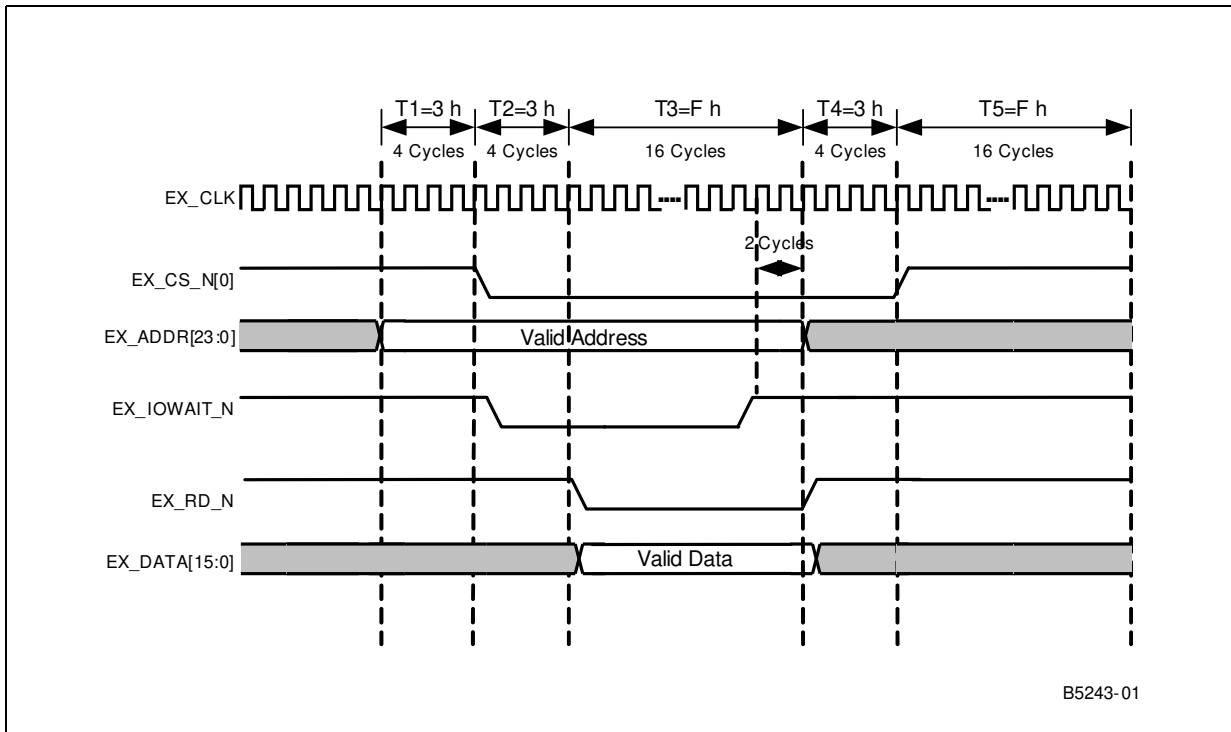 T1=3 h T2=3 h T3=F h T4=3 h T5=F h
4 Cycles 4 Cycles 16 Cycles 4 Cycles 16 Cycles
EX_CLK
2 Cycles
EX_CS_N[0]
EX_ADDR[23:0] Valid Address
EX_IOWAIT_N
EX_RD_N
EX_DATA[15:0] Valid Data
B5243-01